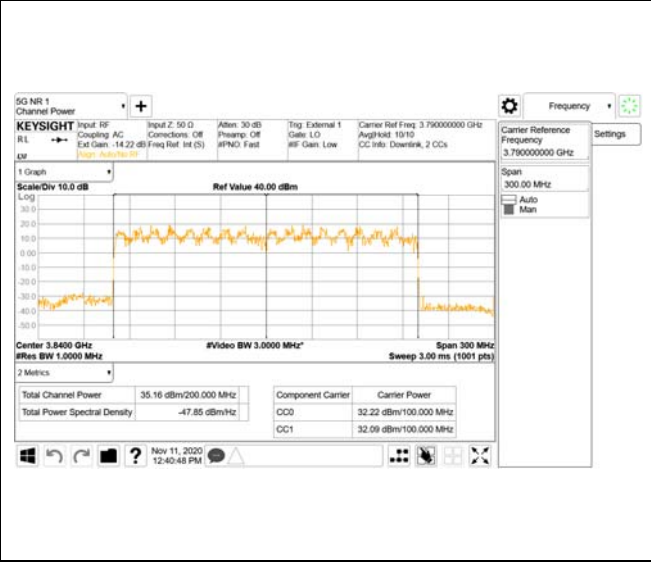 5G NR 1
Channel Power
Frequency
KEYSIGHT
Input: RF
Input Z: 50 Ω
Atten: 30 dB
Trig: External 1
Carrier Ref Freq: 3.790000000 GHz
R L
Coupling: AC
Corrections: Off
Preamp: Off
Gate: LO
Avg|Hold: 10/10
Ext Gain: -14.22 dB
Freq Ref: Int (S)
#PNO: Fast
#IF Gain: Low
CC Info: Downlink, 2 CCs
Align: Auto/No RF
Carrier Reference
Frequency
3.790000000 GHz
Settings
Span
300.00 MHz
Auto
Man
1 Graph
Scale/Div 10.0 dB
Ref Value 40.00 dBm
Log
30.0
20.0
10.0
0.00
-10.0
-20.0
-30.0
-40.0
-50.0
Center 3.8400 GHz
#Video BW 3.0000 MHz*
Span 300 MHz
#Res BW 1.0000 MHz
Sweep 3.00 ms (1001 pts)
2 Metrics
Total Channel Power
35.16 dBm/200.000 MHz
Total Power Spectral Density
-47.85 dBm/Hz
Component Carrier
Carrier Power
CC0
32.22 dBm/100.000 MHz
CC1
32.09 dBm/100.000 MHz
?
Nov 11, 2020
12:40:48 PM